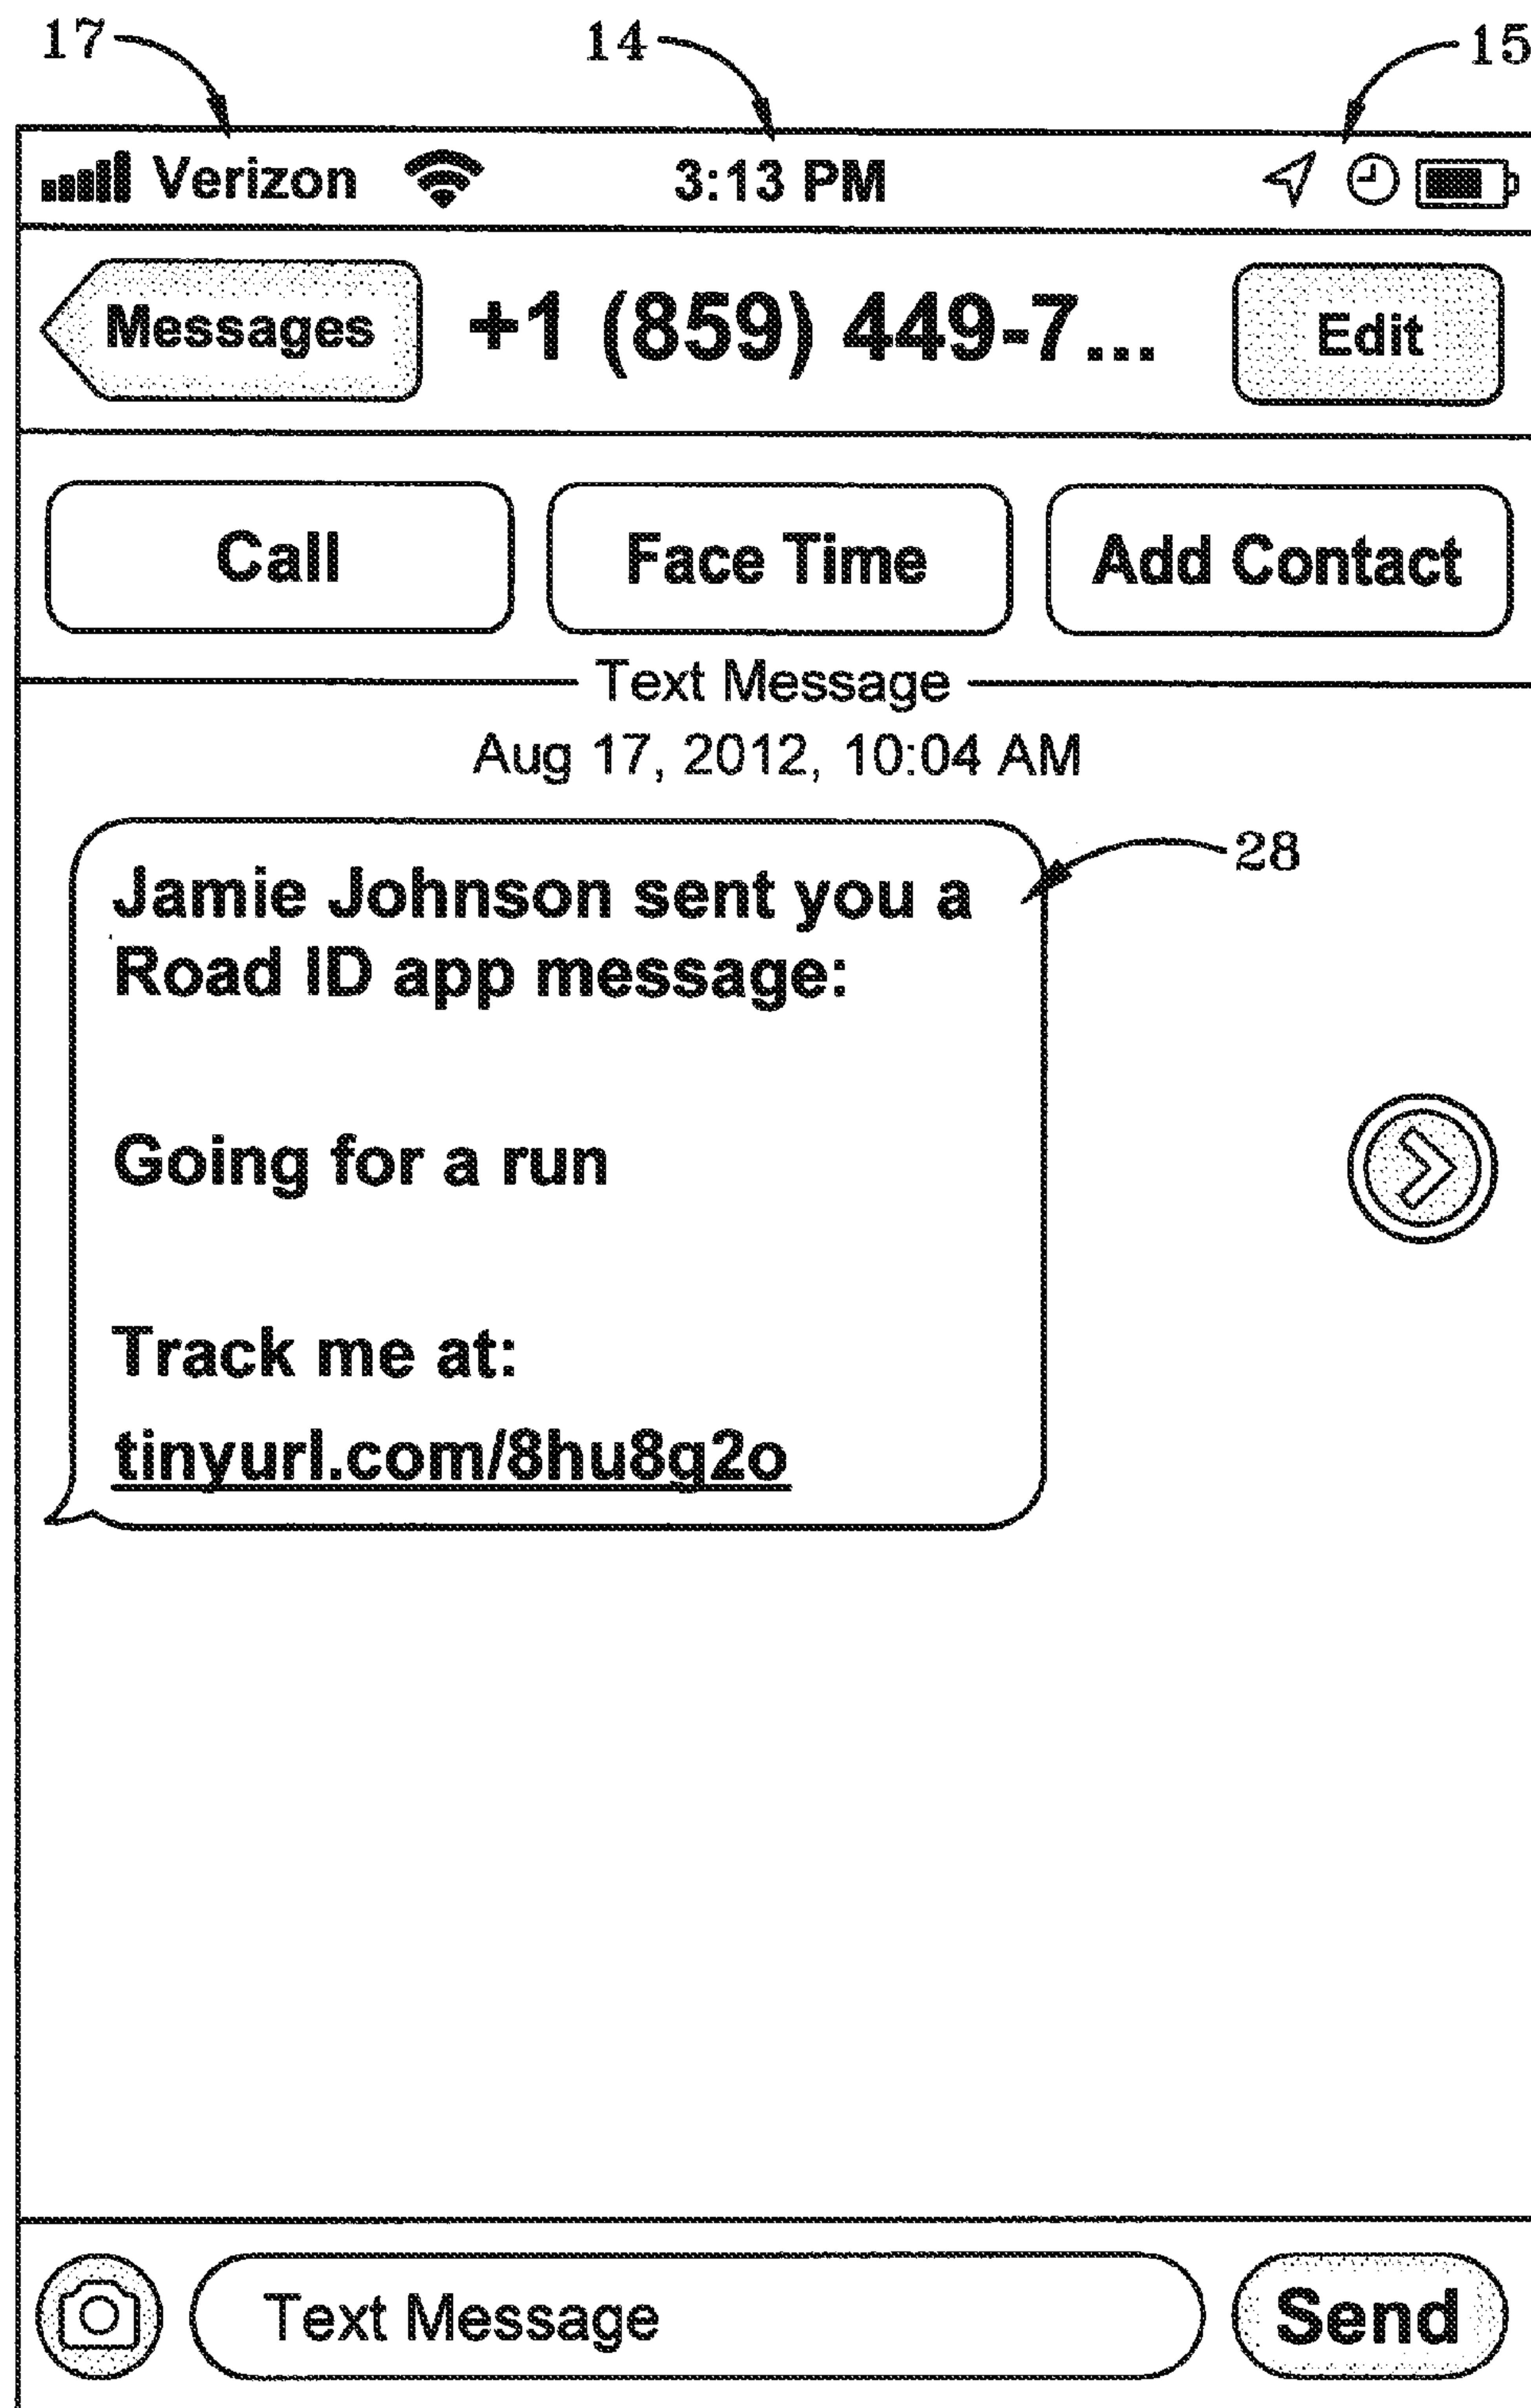 17 14 15
Verizon 3:13 PM
Messages +1 (859) 449-7... Edit
Call Face Time Add Contact
Text Message
Aug 17, 2012, 10:04 AM
28
Jamie Johnson sent you a
Road ID app message:
Going for a run
Track me at:
tinyurl.com/8hu8q2o
Text Message Send